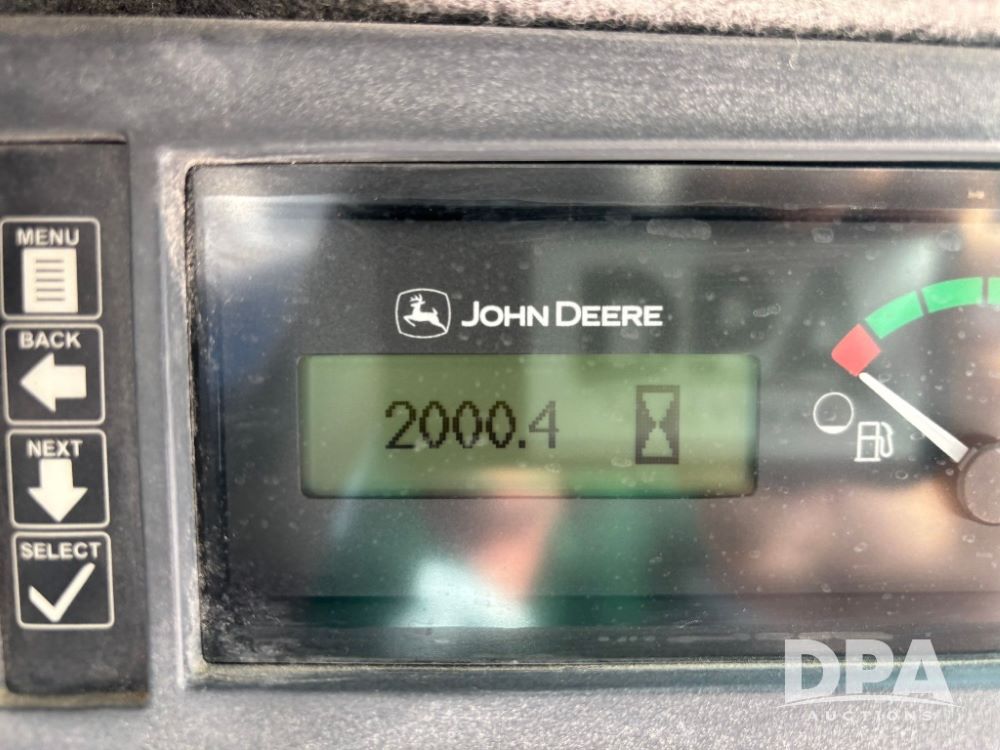 MENU
BACK
NEXT
SELECT
JOHN DEERE
2000.4
DPA
AUCTIONS